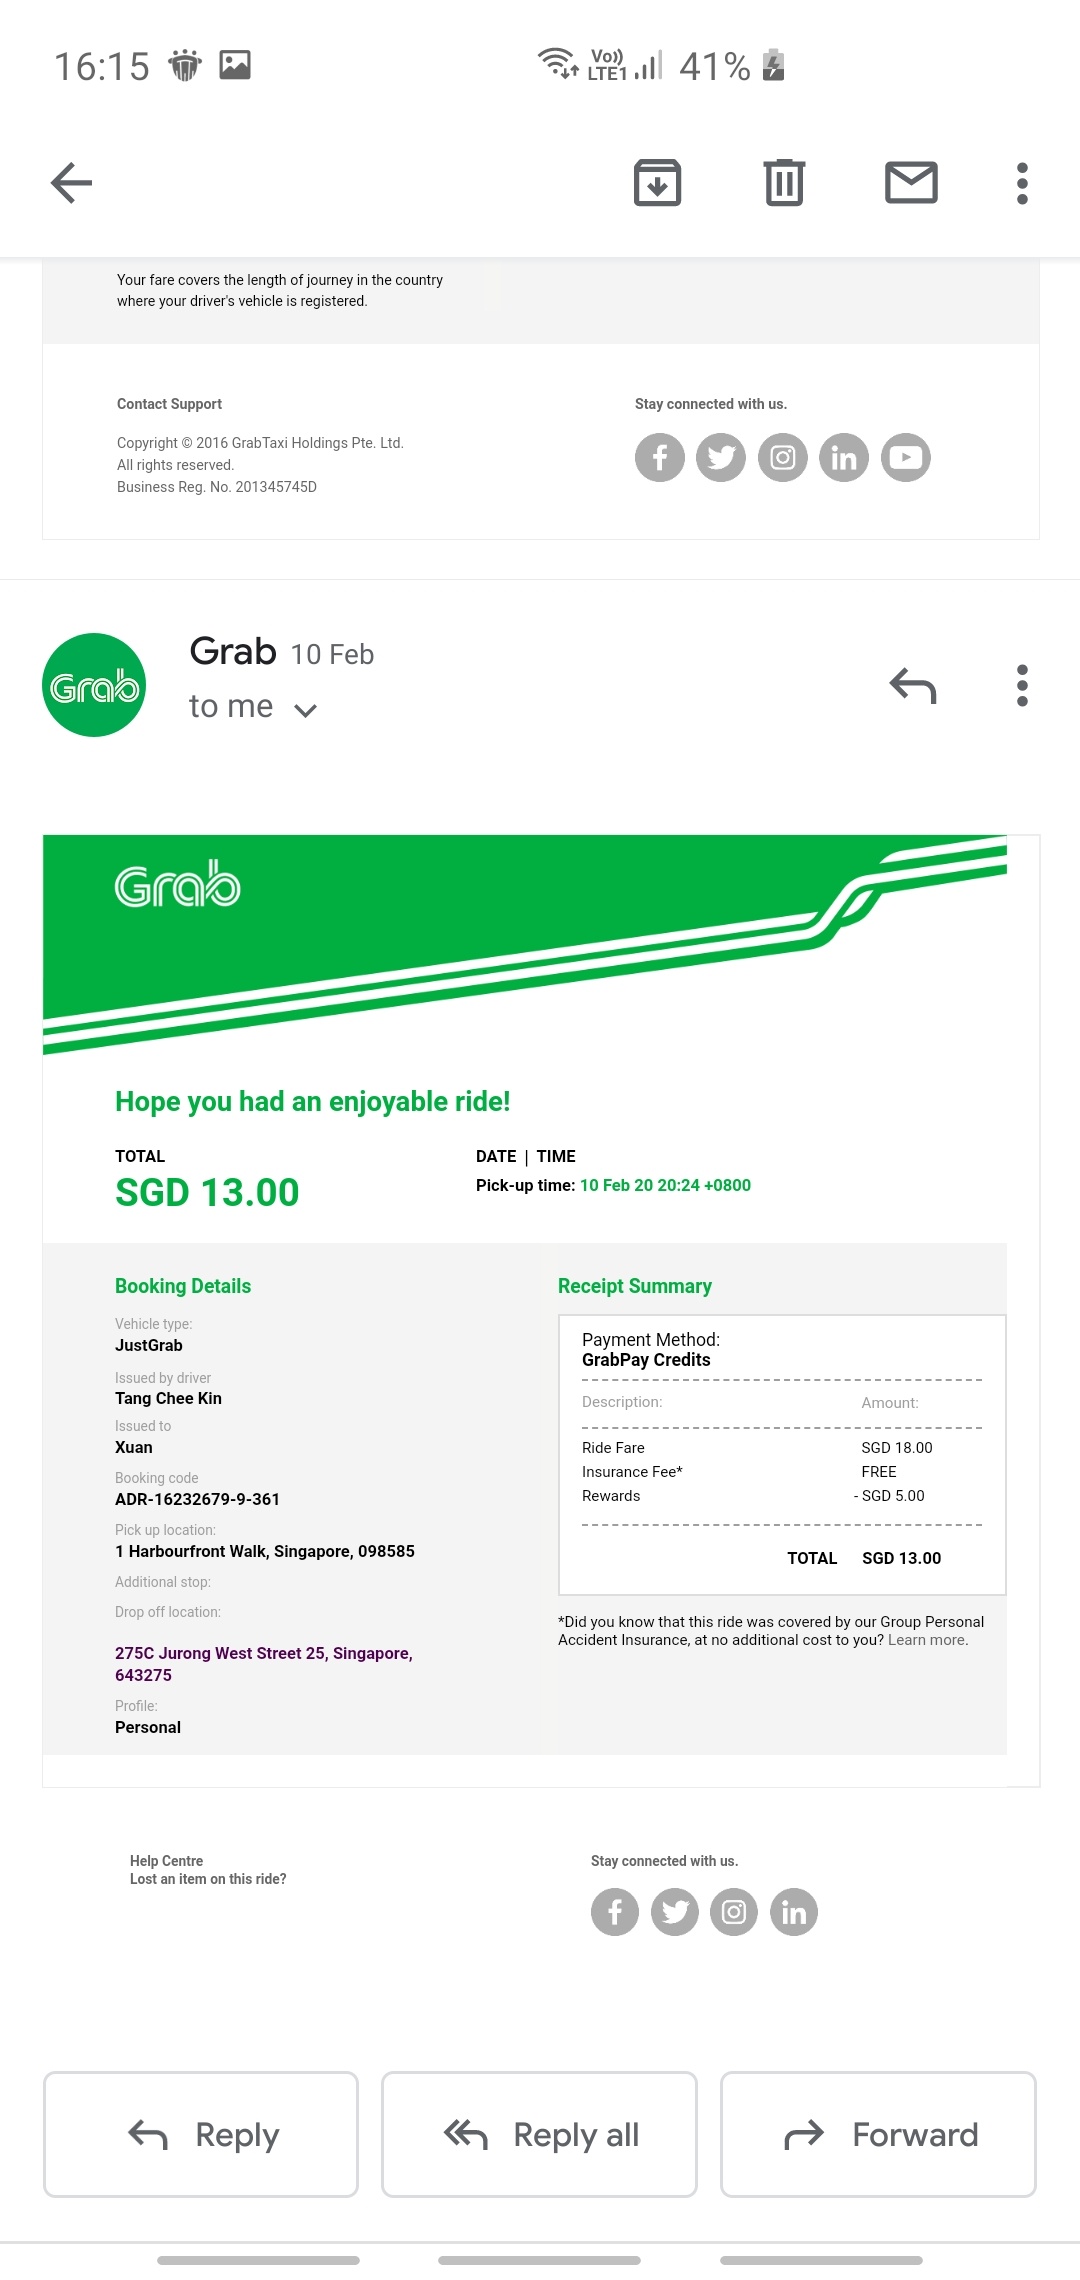 16:15
Vo))
LTE1
41%
Your fare covers the length of journey in the country
where your driver's vehicle is registered.
Contact Support
Stay connected with us.
Copyright © 2016 GrabTaxi Holdings Pte. Ltd.
All rights reserved.
Business Reg. No. 201345745D
Grab
Grab 10 Feb
to me
Grab
Hope you had an enjoyable ride!
TOTAL
SGD 13.00
DATE | TIME
Pick-up time: 10 Feb 20 20:24 +0800
Booking Details
Vehicle type:
JustGrab
Issued by driver
Tang Chee Kin
Issued to
Xuan
Booking code
ADR-16232679-9-361
Pick up location:
1 Harbourfront Walk, Singapore, 098585
Additional stop:
Drop off location:
275C Jurong West Street 25, Singapore,
643275
Profile:
Personal
Receipt Summary
Payment Method:
GrabPay Credits
Description: Amount:
Ride Fare SGD 18.00
Insurance Fee* FREE
Rewards - SGD 5.00
TOTAL SGD 13.00
*Did you know that this ride was covered by our Group Personal
Accident Insurance, at no additional cost to you? Learn more.
Help Centre
Lost an item on this ride?
Stay connected with us.
Reply
Reply all
Forward